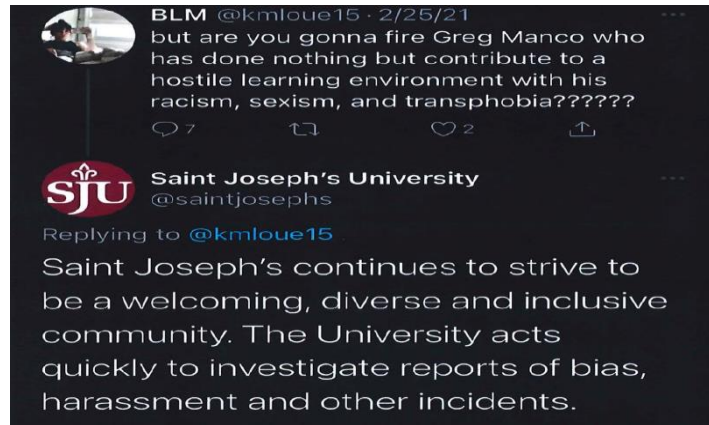 BLM @kmloue15 · 2/25/21
but are you gonna fire Greg Manco who
has done nothing but contribute to a
hostile learning environment with his
racism, sexism, and transphobia??????
7 2
SJU
Saint Joseph's University
@saintjosephs
Replying to @kmloue15
Saint Joseph's continues to strive to
be a welcoming, diverse and inclusive
community. The University acts
quickly to investigate reports of bias,
harassment and other incidents.